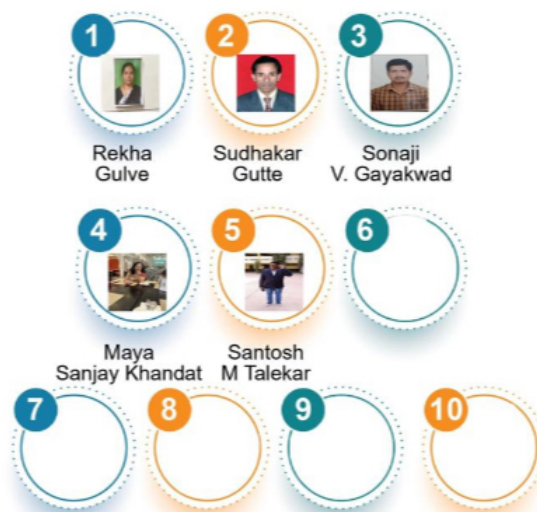 1
2
3
Rekha
Gulve
Sudhakar
Gutte
Sonaji
V. Gayakwad
4
5
6
Maya
Sanjay Khandat
Santosh
M Talekar
7
8
9
10